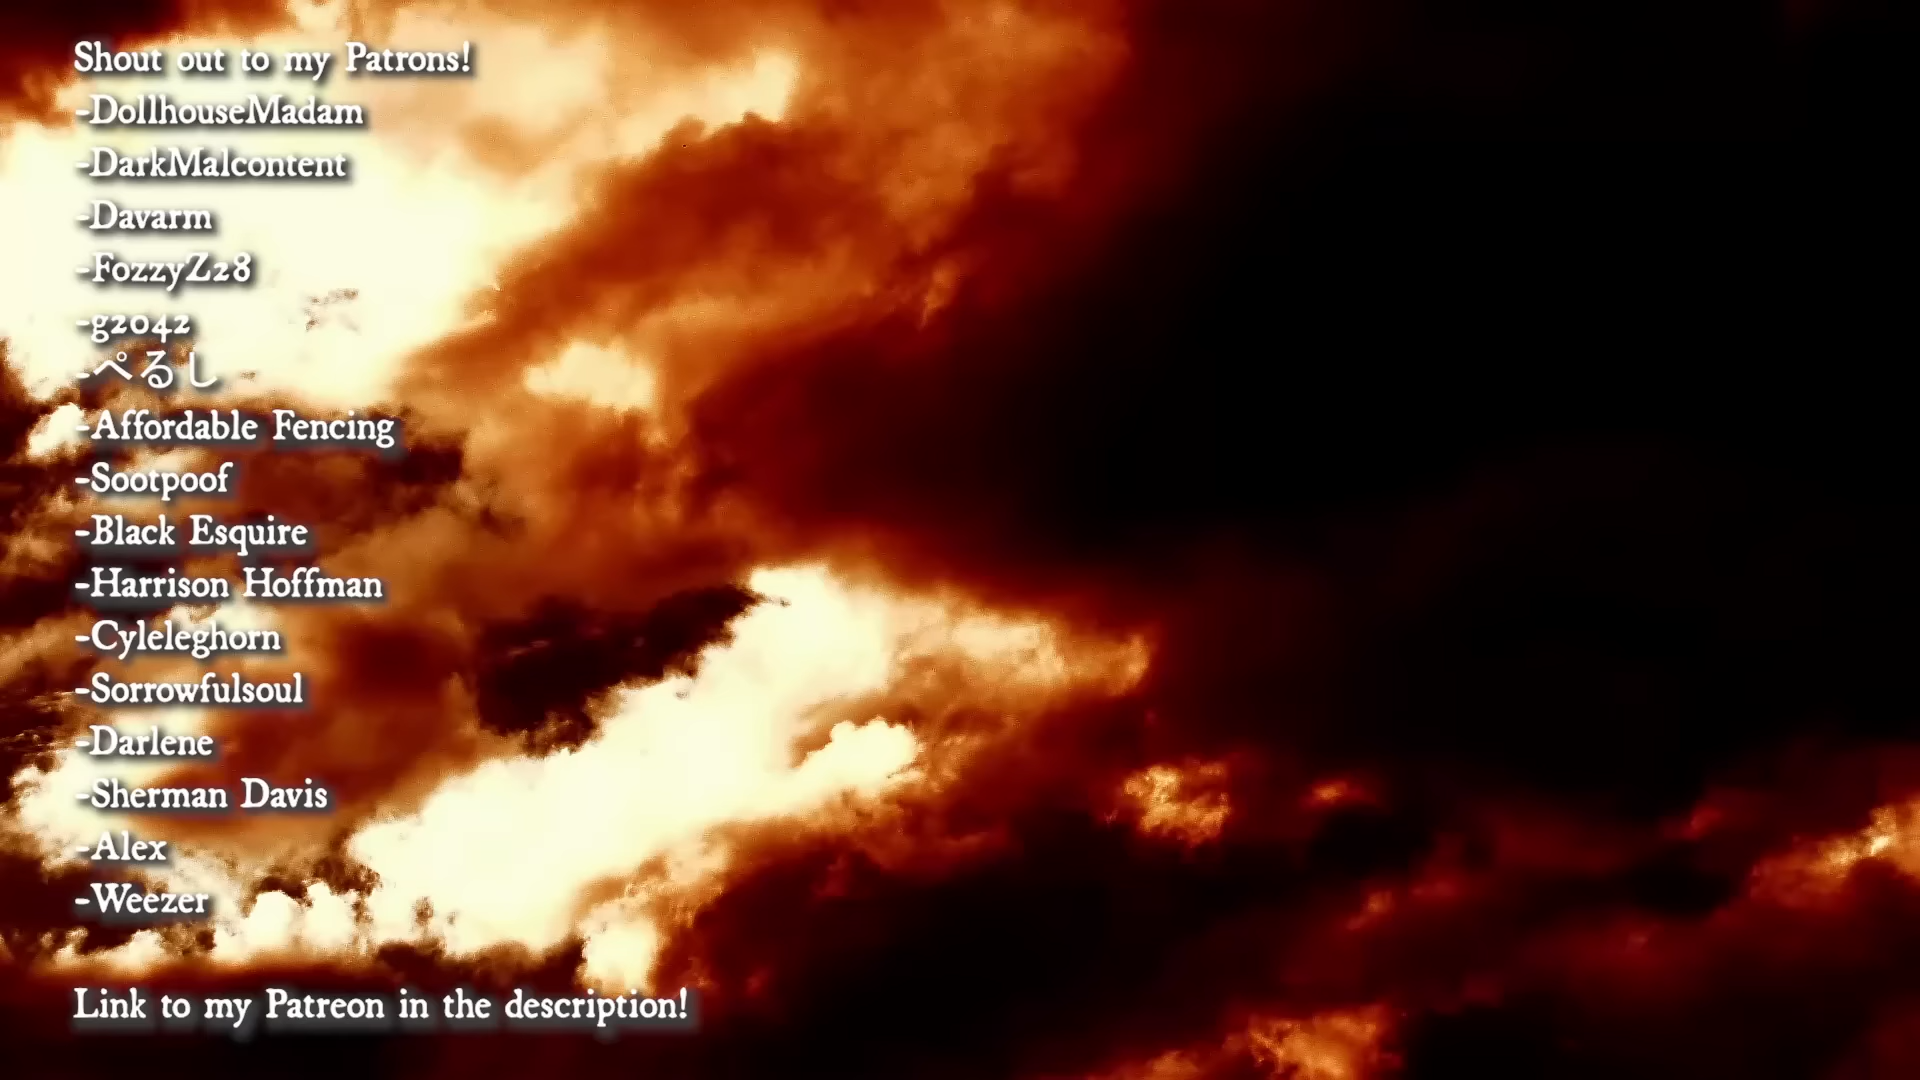 Shout out to my Patrons!
-DollhouseMadam
-DarkMalcontent
-Davarm
-FozzyZ28
-g2042
-ぺるし
-Affordable Fencing
-Sootpoof
-Black Esquire
-Harrison Hoffman
-Cyleleghorn
-Sorrowfulsoul
-Darlene
-Sherman Davis
-Alex
-Weezer
Link to my Patreon in the description!